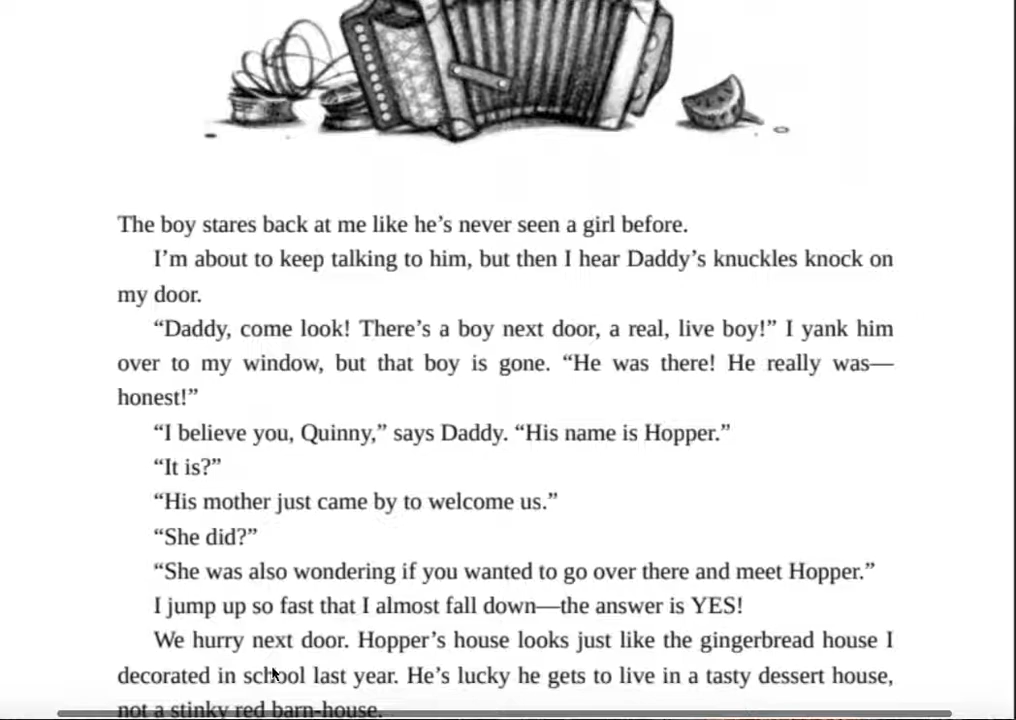 The boy stares back at me like he’s never seen a girl before.
I’m about to keep talking to him, but then I hear Daddy’s knuckles knock on
my door.
“Daddy, come look! There’s a boy next door, a real, live boy!” I yank him
over to my window, but that boy is gone. “He was there! He really was—
honest!”
“I believe you, Quinny,” says Daddy. “His name is Hopper.”
“It is?”
“His mother just came by to welcome us.”
“She did?”
“She was also wondering if you wanted to go over there and meet Hopper.”
I jump up so fast that I almost fall down—the answer is YES!
We hurry next door. Hopper’s house looks just like the gingerbread house I
decorated in school last year. He’s lucky he gets to live in a tasty dessert house,
not a stinky red barn-house.